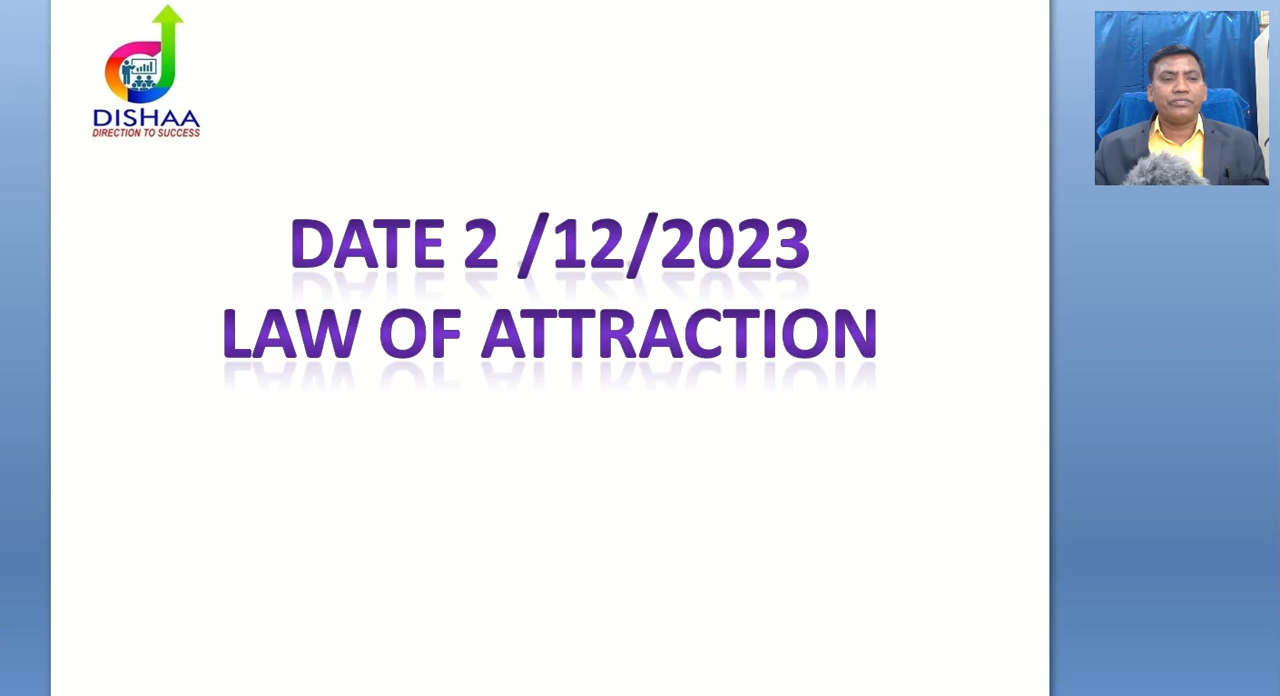 DISHAA
DIRECTION TO SUCCESS
DATE 2 /12/2023
LAW OF ATTRACTION